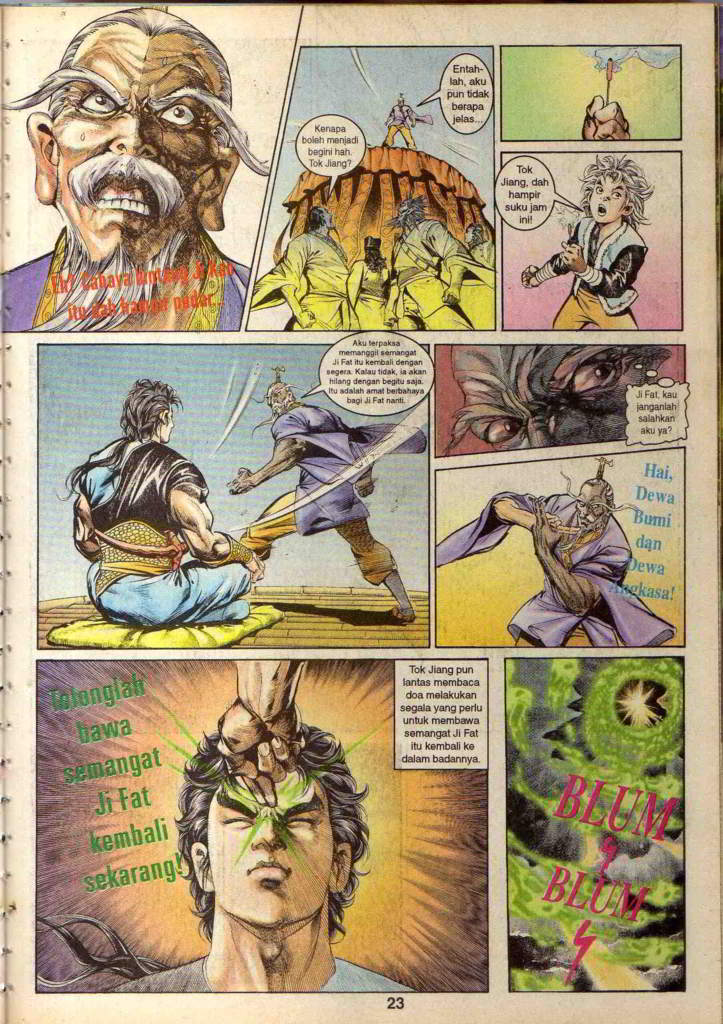 Eh! Cahaya bintang Ji Fat
itu dah hampir pudar...
Kenapa
boleh menjadi
begini hah.
Tok Jiang?
Entah-
lah, aku
pun tidak
berapa
jelas...
Tok
Jiang, dah
hampir
suku jam
ini!
Aku terpaksa
memanggil semangat
Ji Fat itu kembali dengan
segera. Kalau tidak, ia akan
hilang dengan begitu saja.
Itu adalah amat berbahaya
bagi Ji Fat nanti.
Ji Fat, kau
janganlah
salahkan
aku ya?
Hai,
Dewa
Bumi
dan
Dewa
Angkasa!
Tolonglah
bawa
semangat
Ji Fat
kembali
sekarang!
Tok Jiang pun
lantas membaca
doa melakukan
segala yang perlu
untuk membawa
semangat Ji Fat
itu kembali ke
dalam badannya.
BLUM
BLUM
23